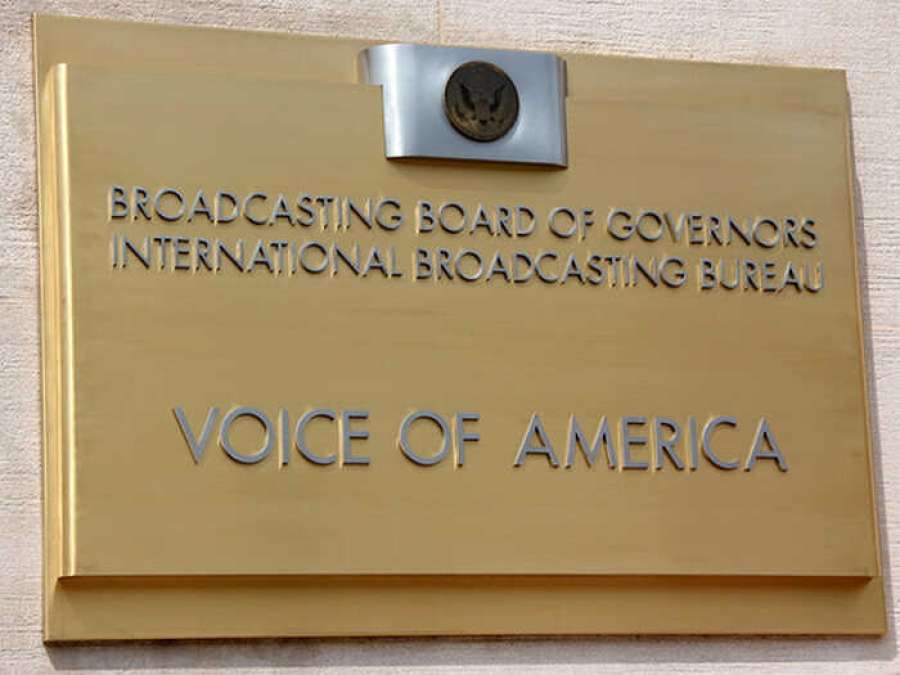 BROADCASTING BOARD OF GOVERNORS
INTERNATIONAL BROADCASTING BUREAU
VOICE OF AMERICA